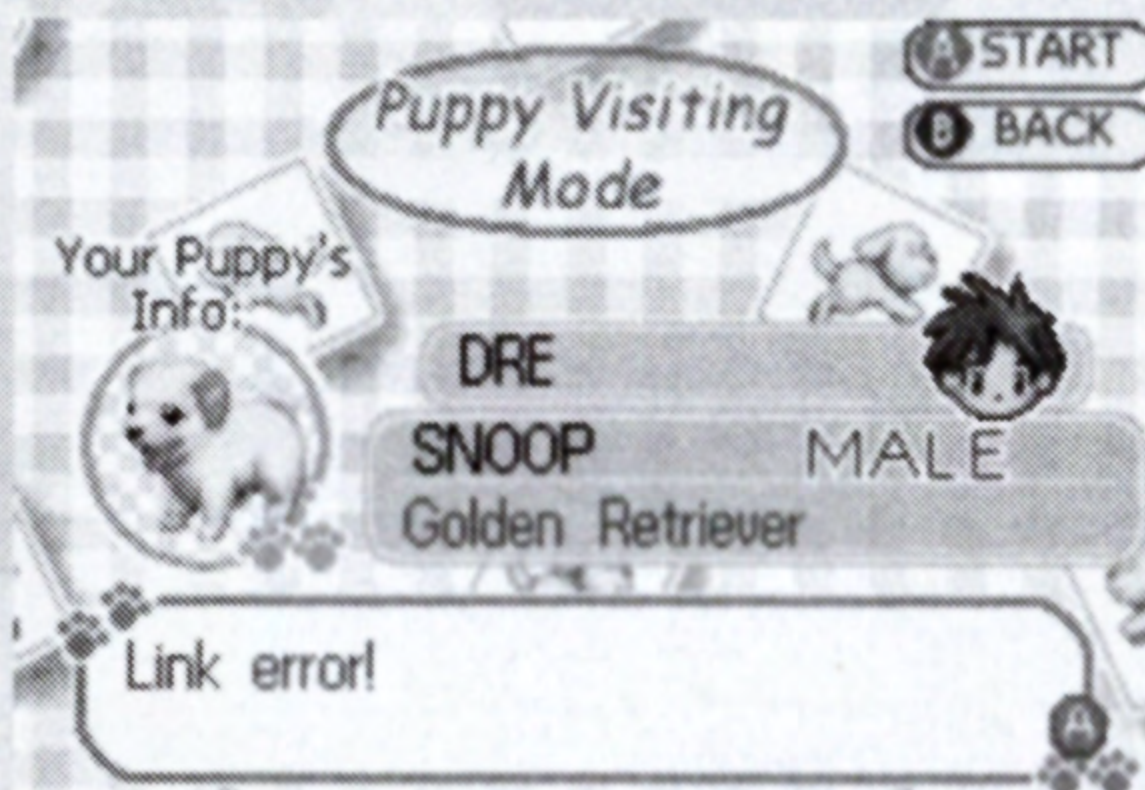 A START
B BACK
Puppy Visiting
Mode
Your Puppy's
Info:
DRE
SNOOP MALE
Golden Retriever
Link error!
A